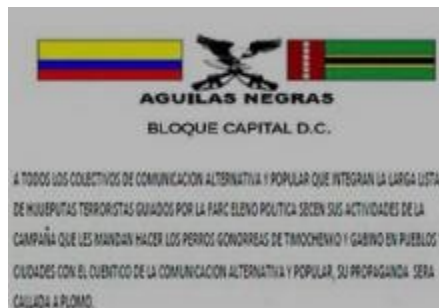 AGUILAS NEGRAS
BLOQUE CAPITAL D.C.
A TODOS LOS COLECTIVOS DE COMUNICACION ALTERNATIVA Y POPULAR QUE INTEGRAN LA LARGA LISTA
DE HIJUEPUTAS TERRORISTAS GUIADOS POR LA FARC ELENO POLITICA SECEN SUS ACTIVIDADES DE LA
CAMPAÑA QUE LES MANDAN HACER LOS PERROS GONORREAS DE TIMOCHENKO Y GABINO EN PUEBLOS Y
CIUDADES CON EL CUENTICO DE LA COMUNICACION ALTERNATIVA Y POPULAR, SU PROPAGANDA SERA
CALLADA A PLOMO.